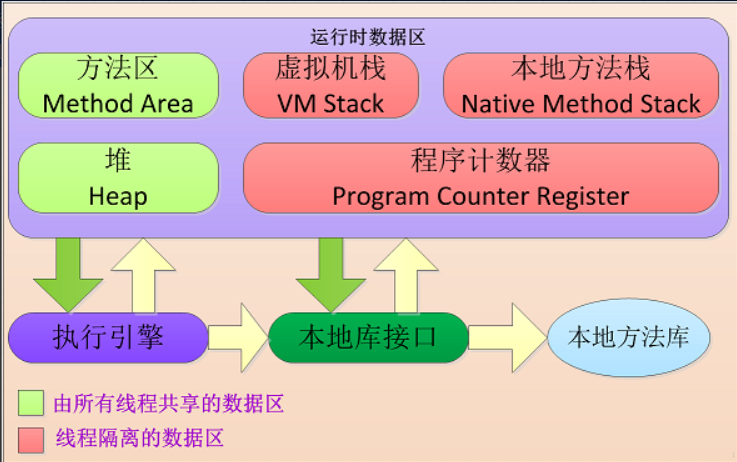 运行时数据区
方法区
Method Area
虚拟机栈
VM Stack
本地方法栈
Native Method Stack
堆
Heap
程序计数器
Program Counter Register
执行引擎
本地库接口
本地方法库
由所有线程共享的数据区
线程隔离的数据区